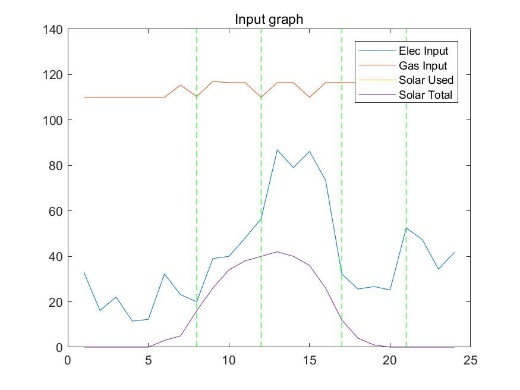 Input graph
140
120
100
80
60
40
20
0
Elec Input
Gas Input
Solar Used
Solar Total
0 5 10 15 20 25